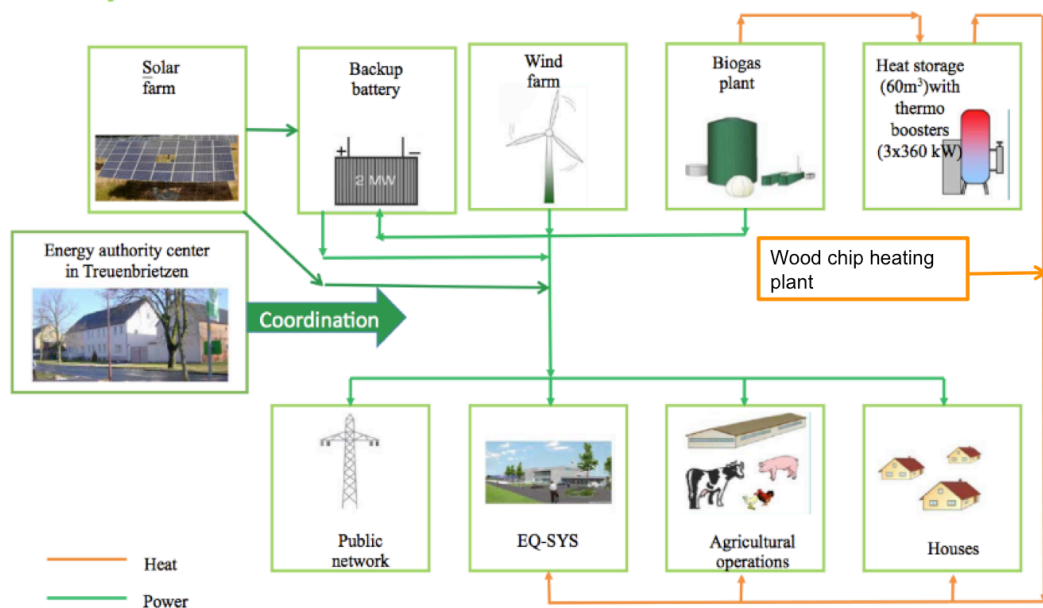 Solar
farm
Backup
battery
+ −
2 MW
Wind
farm
Biogas
plant
Heat storage
(60m³)with
thermo
boosters
(3x360 kW)
Energy authority center
in Treuenbrietzen
Coordination
Wood chip heating
plant
Public
network
EQ-SYS
Agricultural
operations
Houses
Heat
Power